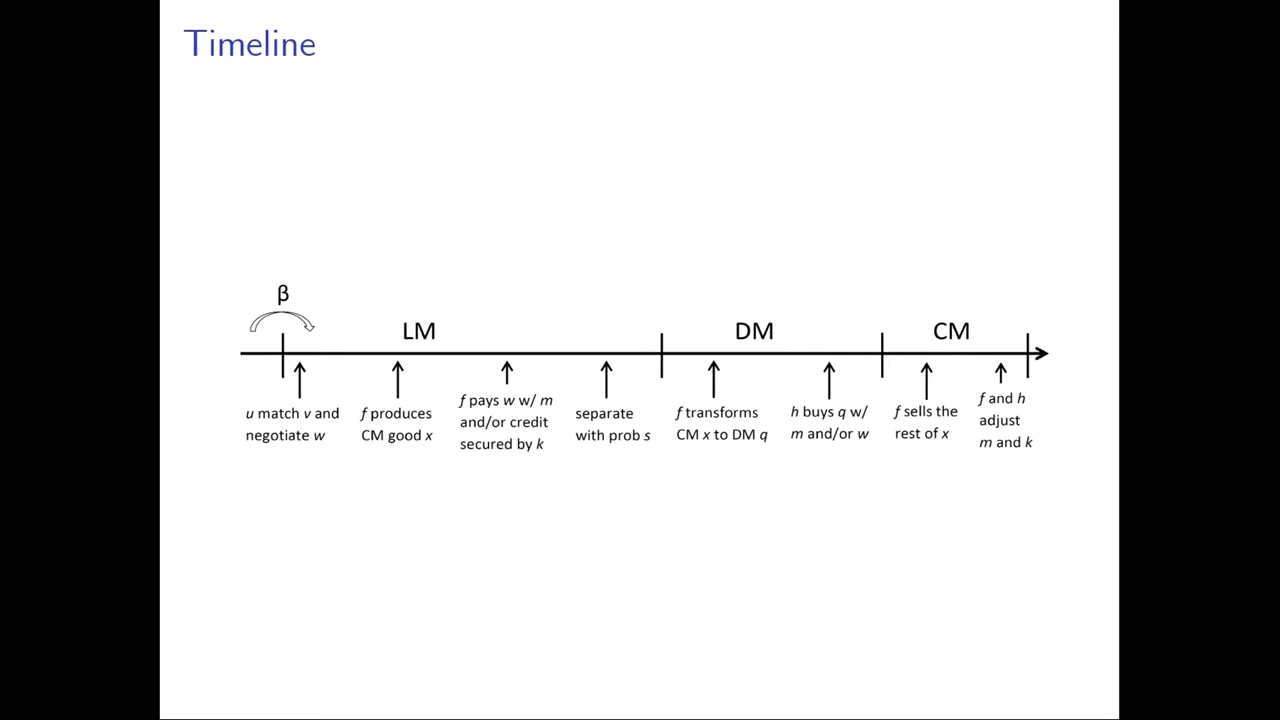 Timeline
β
LM
DM
CM
u match v and
negotiate w
f produces
CM good x
f pays w w/ m
and/or credit
secured by k
separate
with prob s
f transforms
CM x to DM q
h buys q w/
m and/or w
f sells the
rest of x
f and h
adjust
m and k